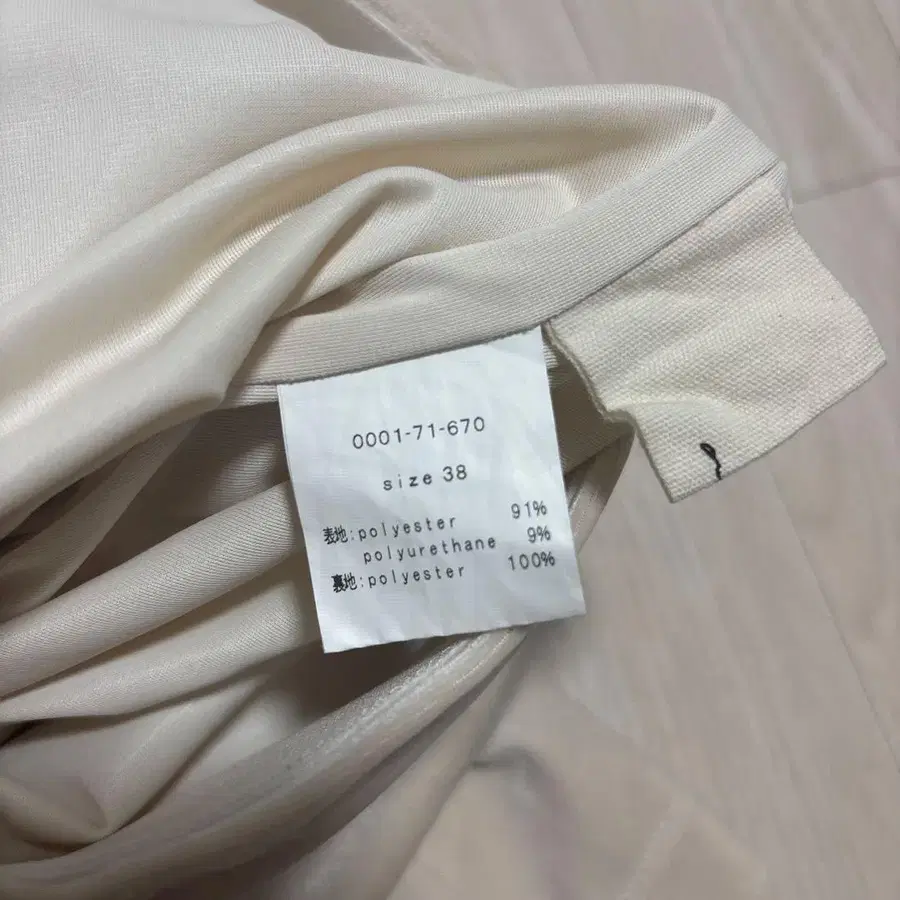 0001-71-670
size 38
表地:polyester 91%
polyurethane 9%
裏地:polyester 100%